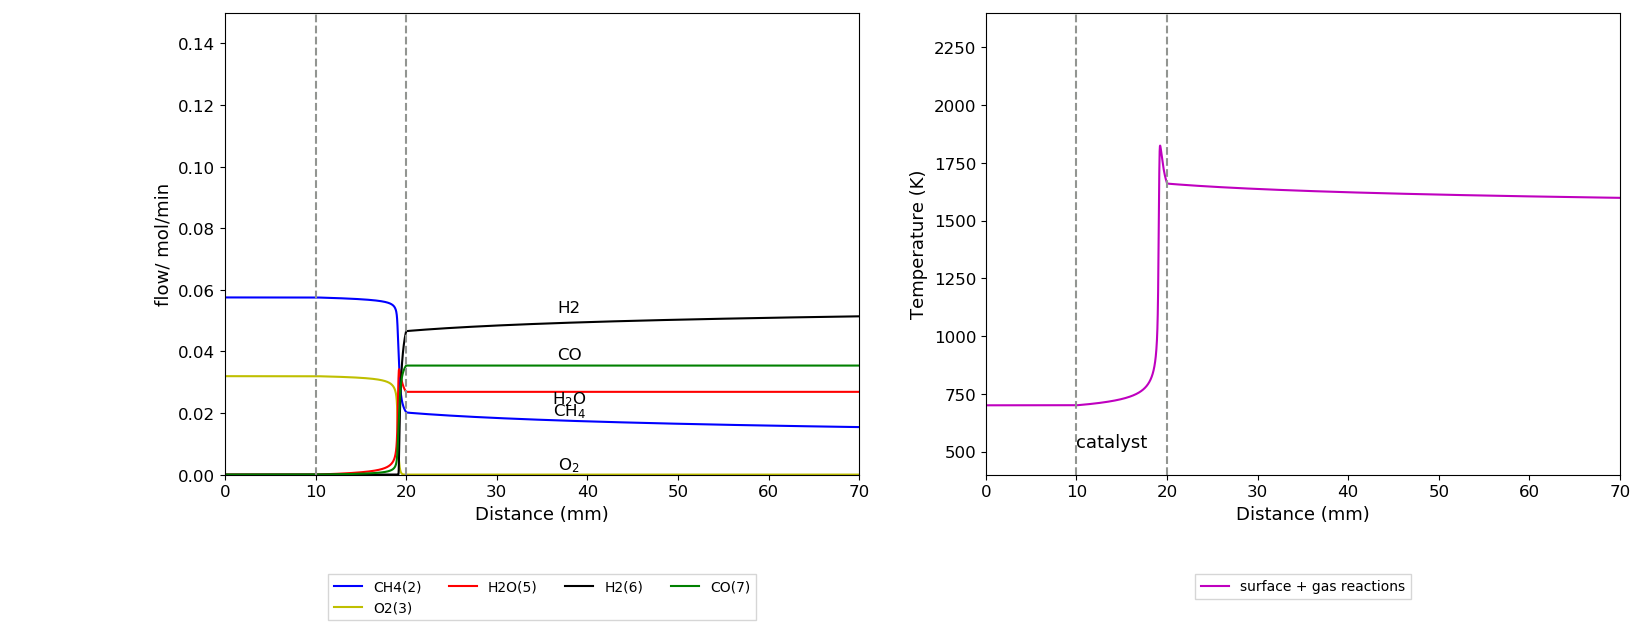 0.14
0.12
0.10
0.08
0.06
0.04
0.02
0.00
flow/ mol/min
H2
CO
H₂O
CH₄
O₂
0 10 20 30 40 50 60 70
Distance (mm)
CH4(2) H2O(5) H2(6) CO(7)
O2(3)
2250
2000
1750
1500
1250
1000
750
500
Temperature (K)
catalyst
0 10 20 30 40 50 60 70
Distance (mm)
surface + gas reactions